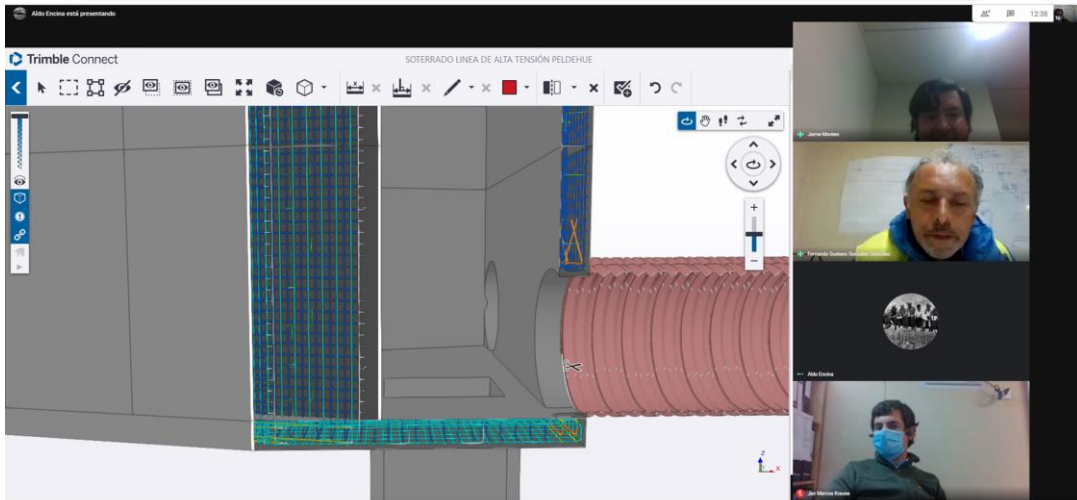 Aldo Encina está presentando
12:38
Trimble Connect
SOTERRADO LINEA DE ALTA TENSIÓN PELDEHUE
Jaime Montes
Fernando Gustavo González González
Aldo Encina
Jan Marcos Krause
z
x